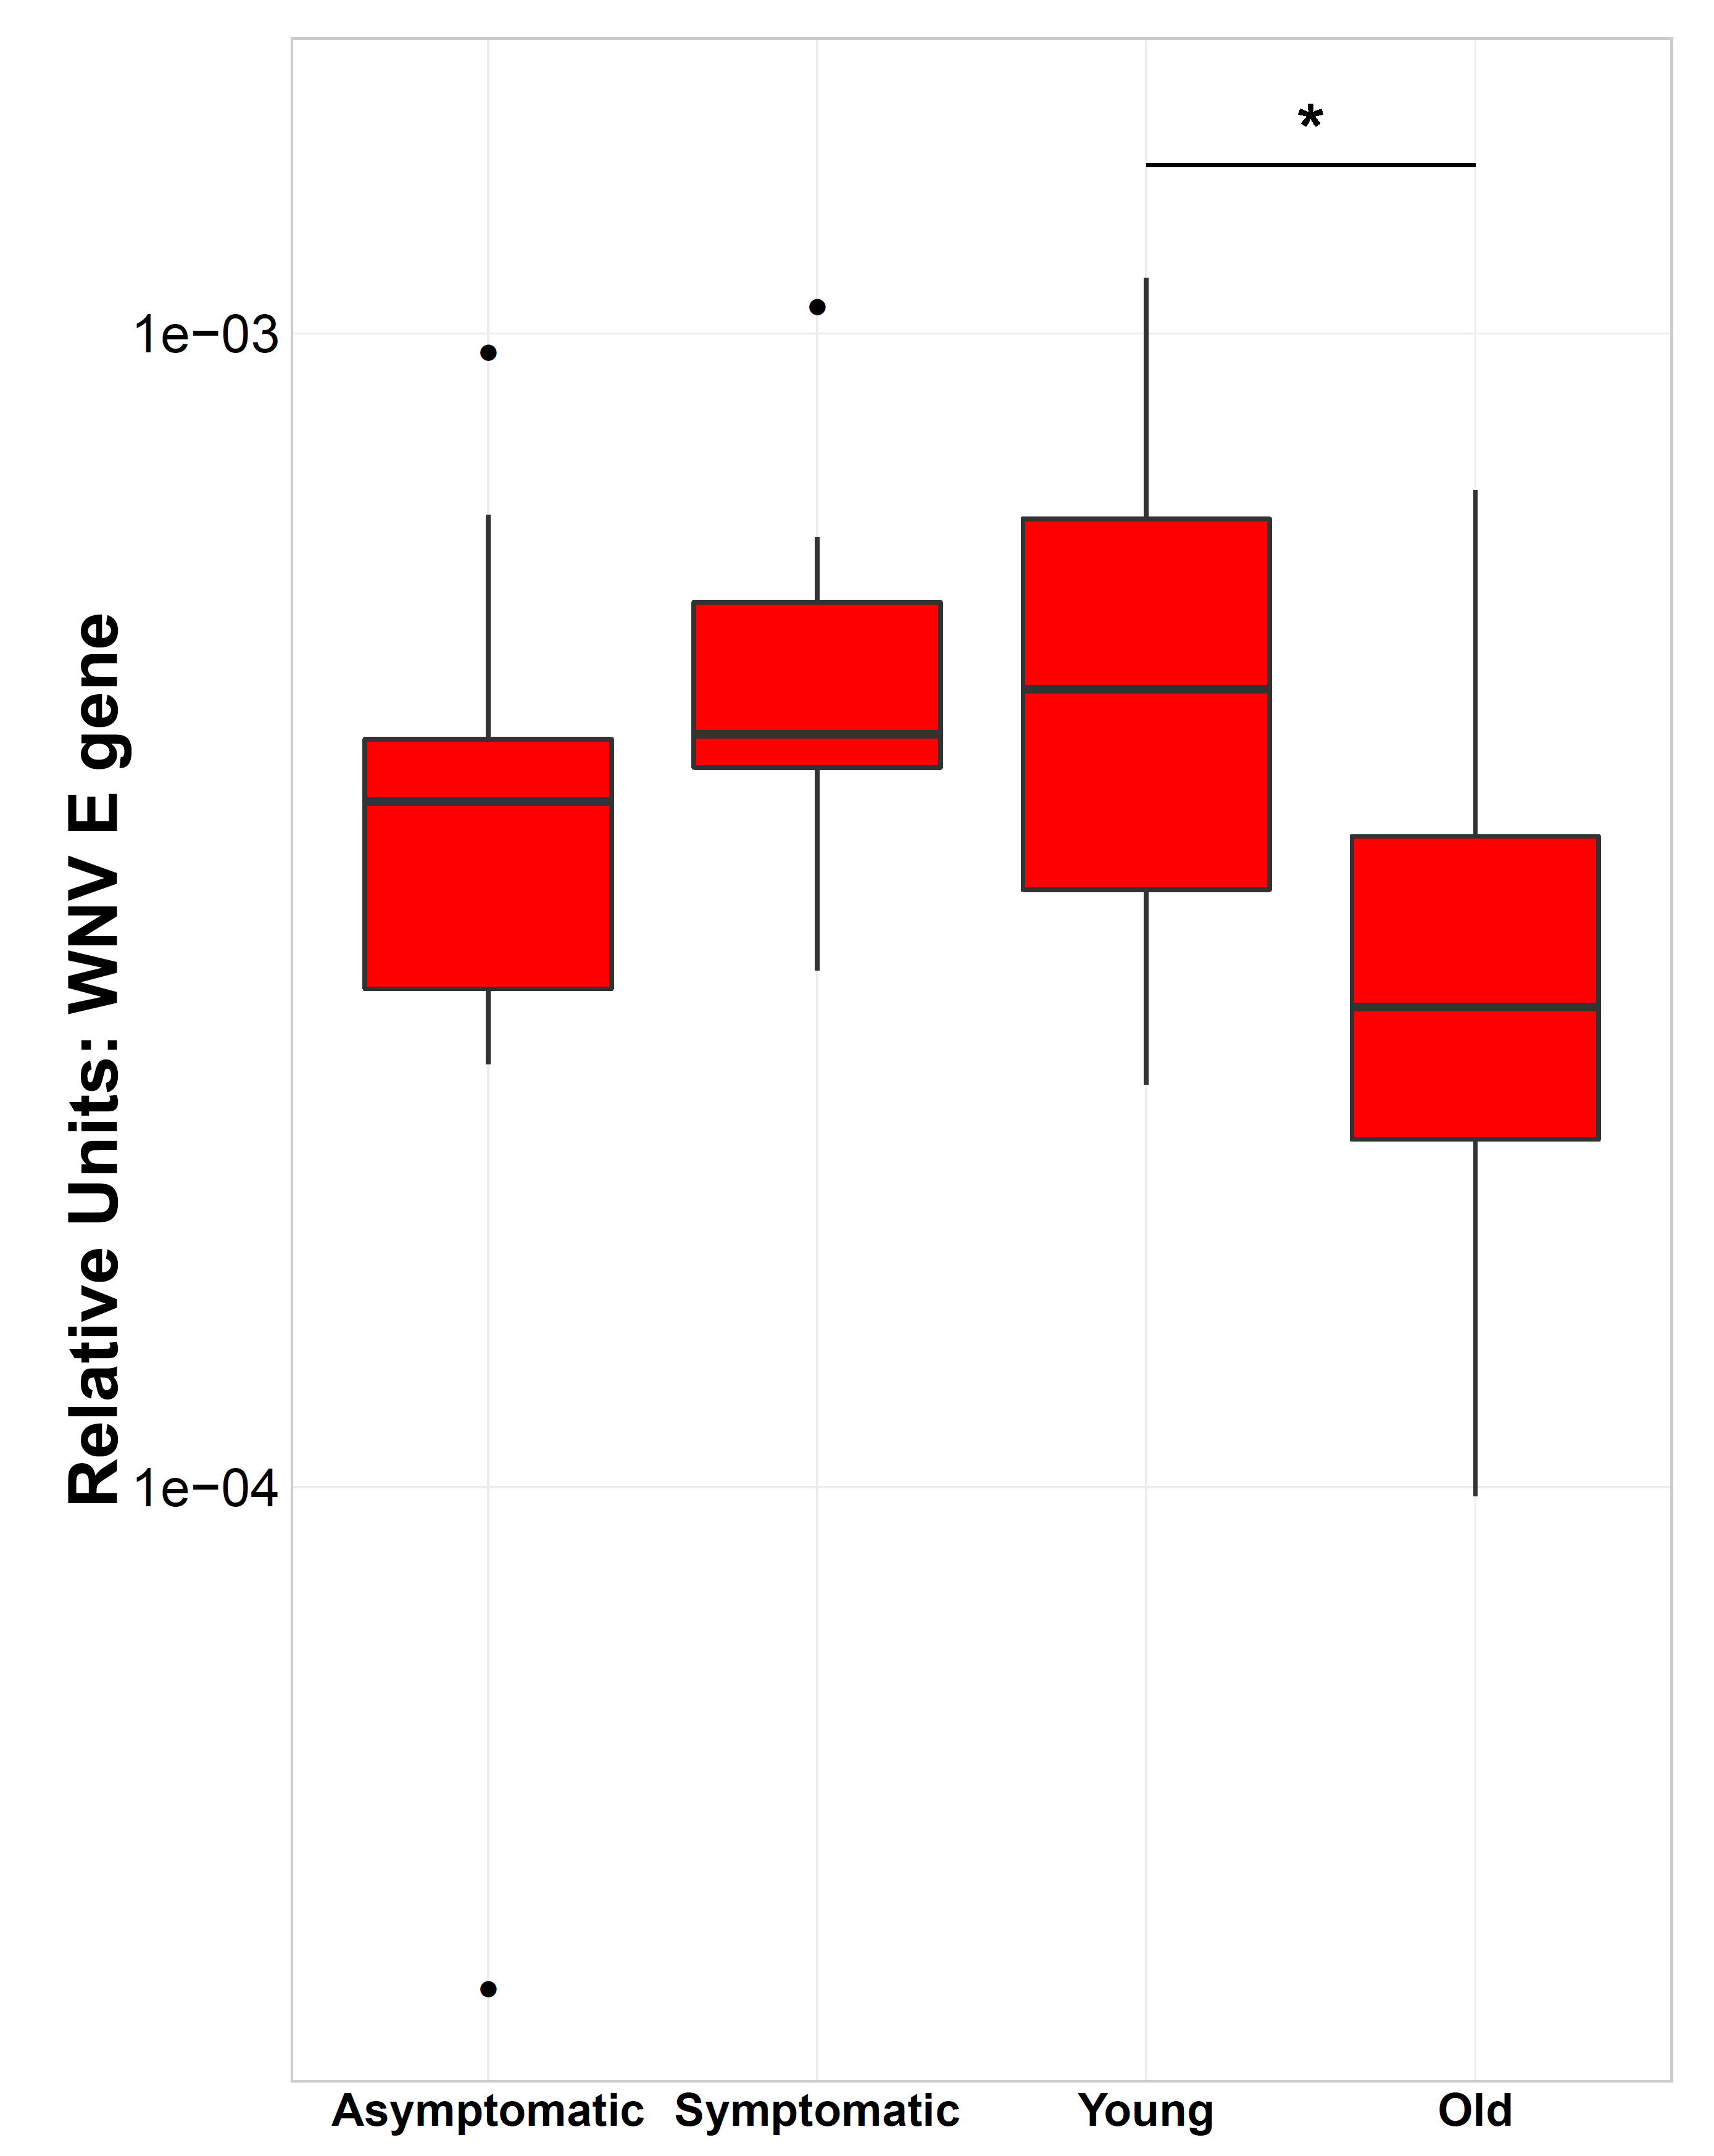 *
1e−03
1e−04
Relative Units: WNV E gene
Asymptomatic Symptomatic Young Old